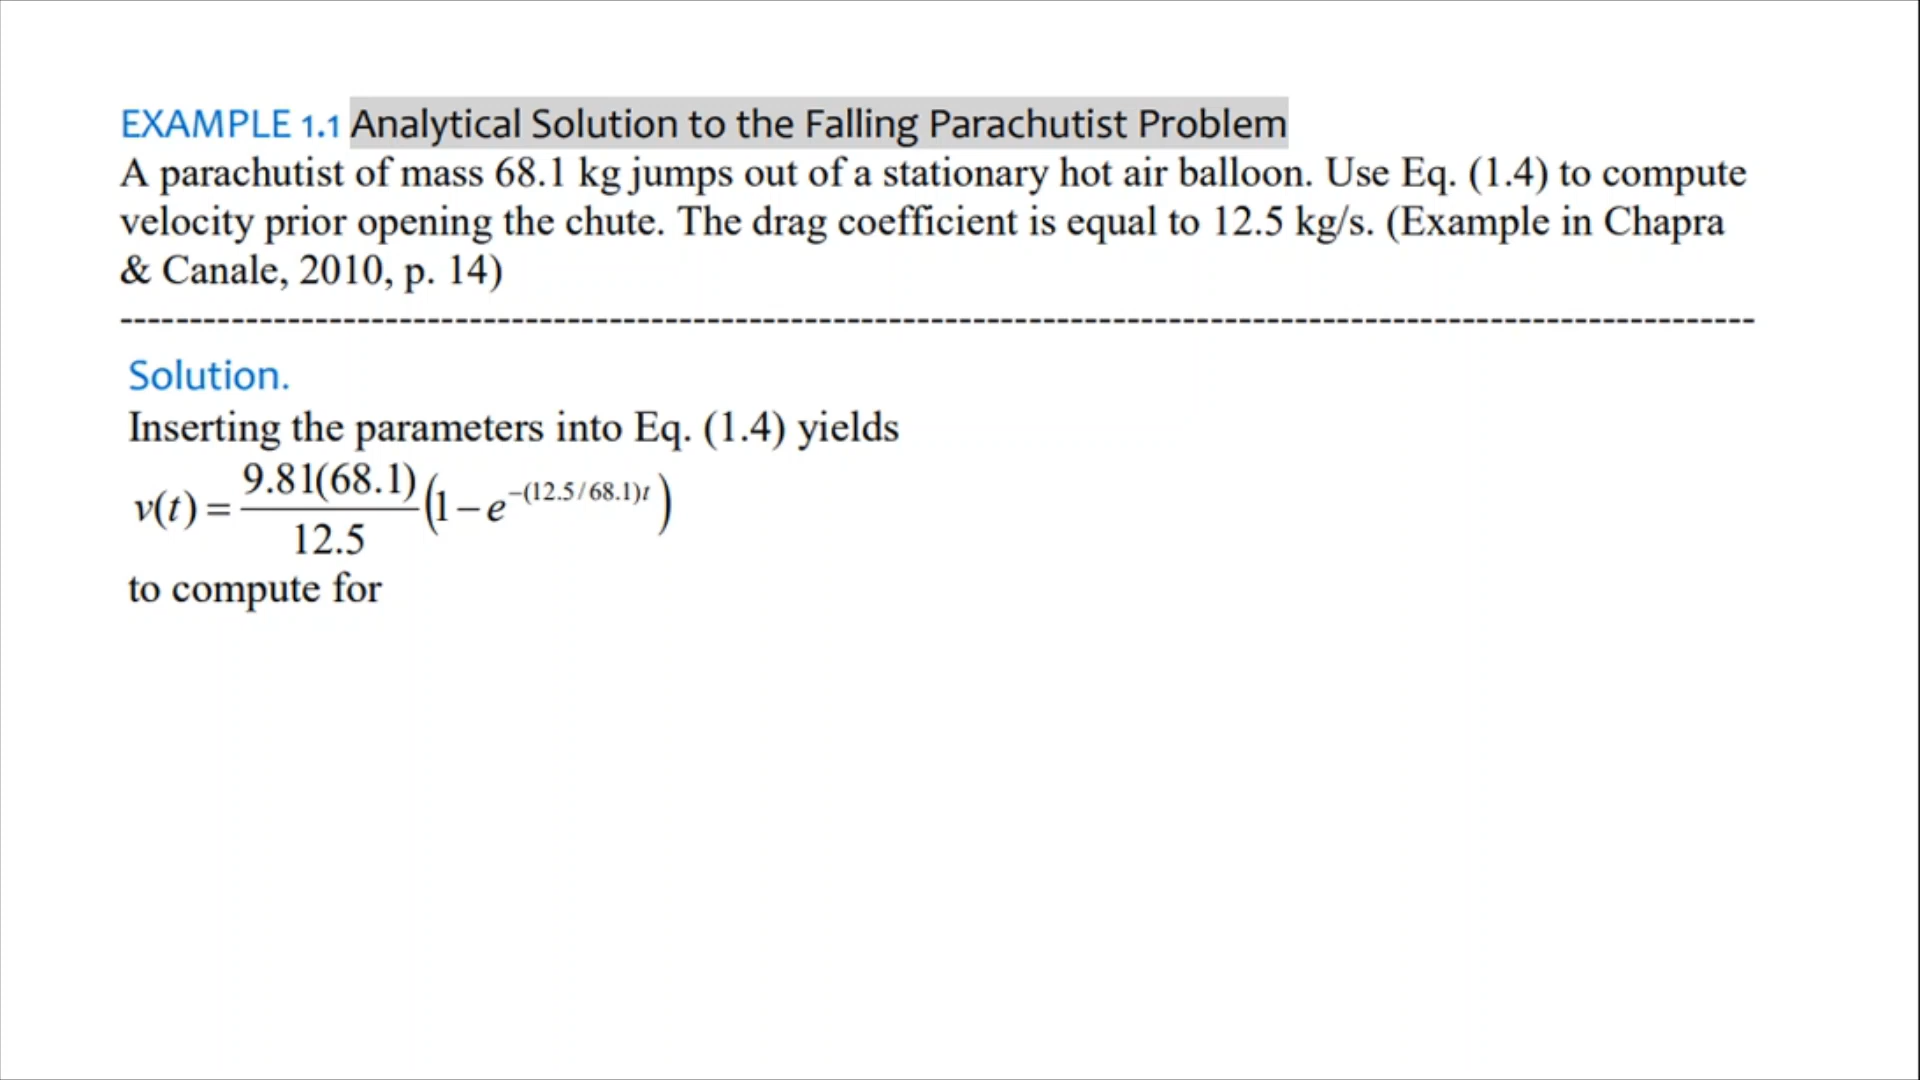 EXAMPLE 1.1 Analytical Solution to the Falling Parachutist Problem
A parachutist of mass 68.1 kg jumps out of a stationary hot air balloon. Use Eq. (1.4) to compute
velocity prior opening the chute. The drag coefficient is equal to 12.5 kg/s. (Example in Chapra
& Canale, 2010, p. 14)
---------------------------------------------------------------------------------------------------------------------
Solution.
Inserting the parameters into Eq. (1.4) yields
v(t) = 9.81(68.1)/12.5 (1 − e^−(12.5/68.1)t)
to compute for